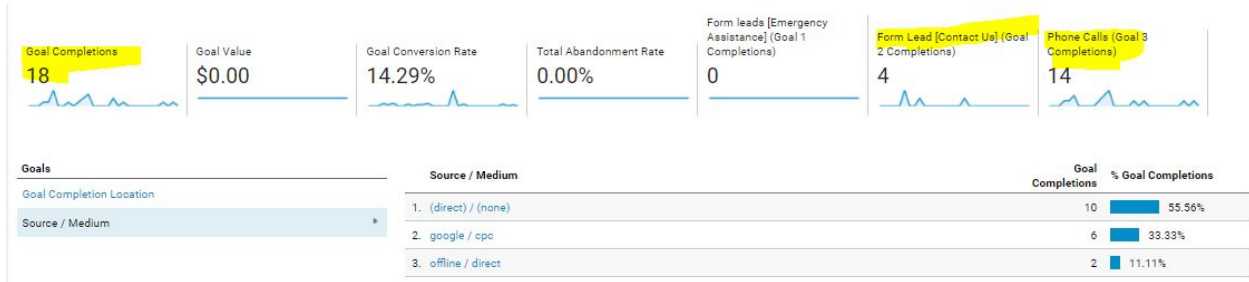 Goal Completions
18
Goal Value
$0.00
Goal Conversion Rate
14.29%
Total Abandonment Rate
0.00%
Form leads [Emergency
Assistance] (Goal 1
Completions)
0
Form Lead [Contact Us] (Goal
2 Completions)
4
Phone Calls (Goal 3
Completions)
14
Goals
Goal Completion Location
Source / Medium
Source / Medium
Goal
Completions
% Goal Completions
1. (direct) / (none) 10 55.56%
2. google / cpc 6 33.33%
3. offline / direct 2 11.11%